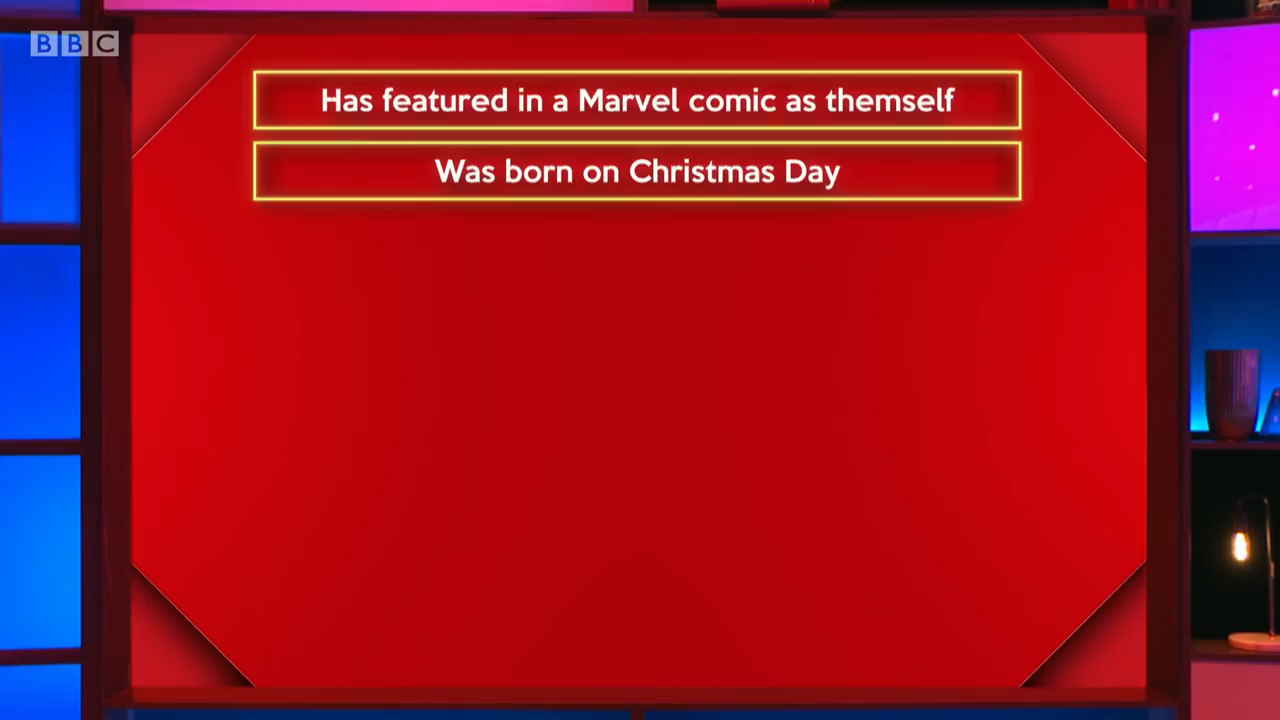 BBC
Has featured in a Marvel comic as themself
Was born on Christmas Day